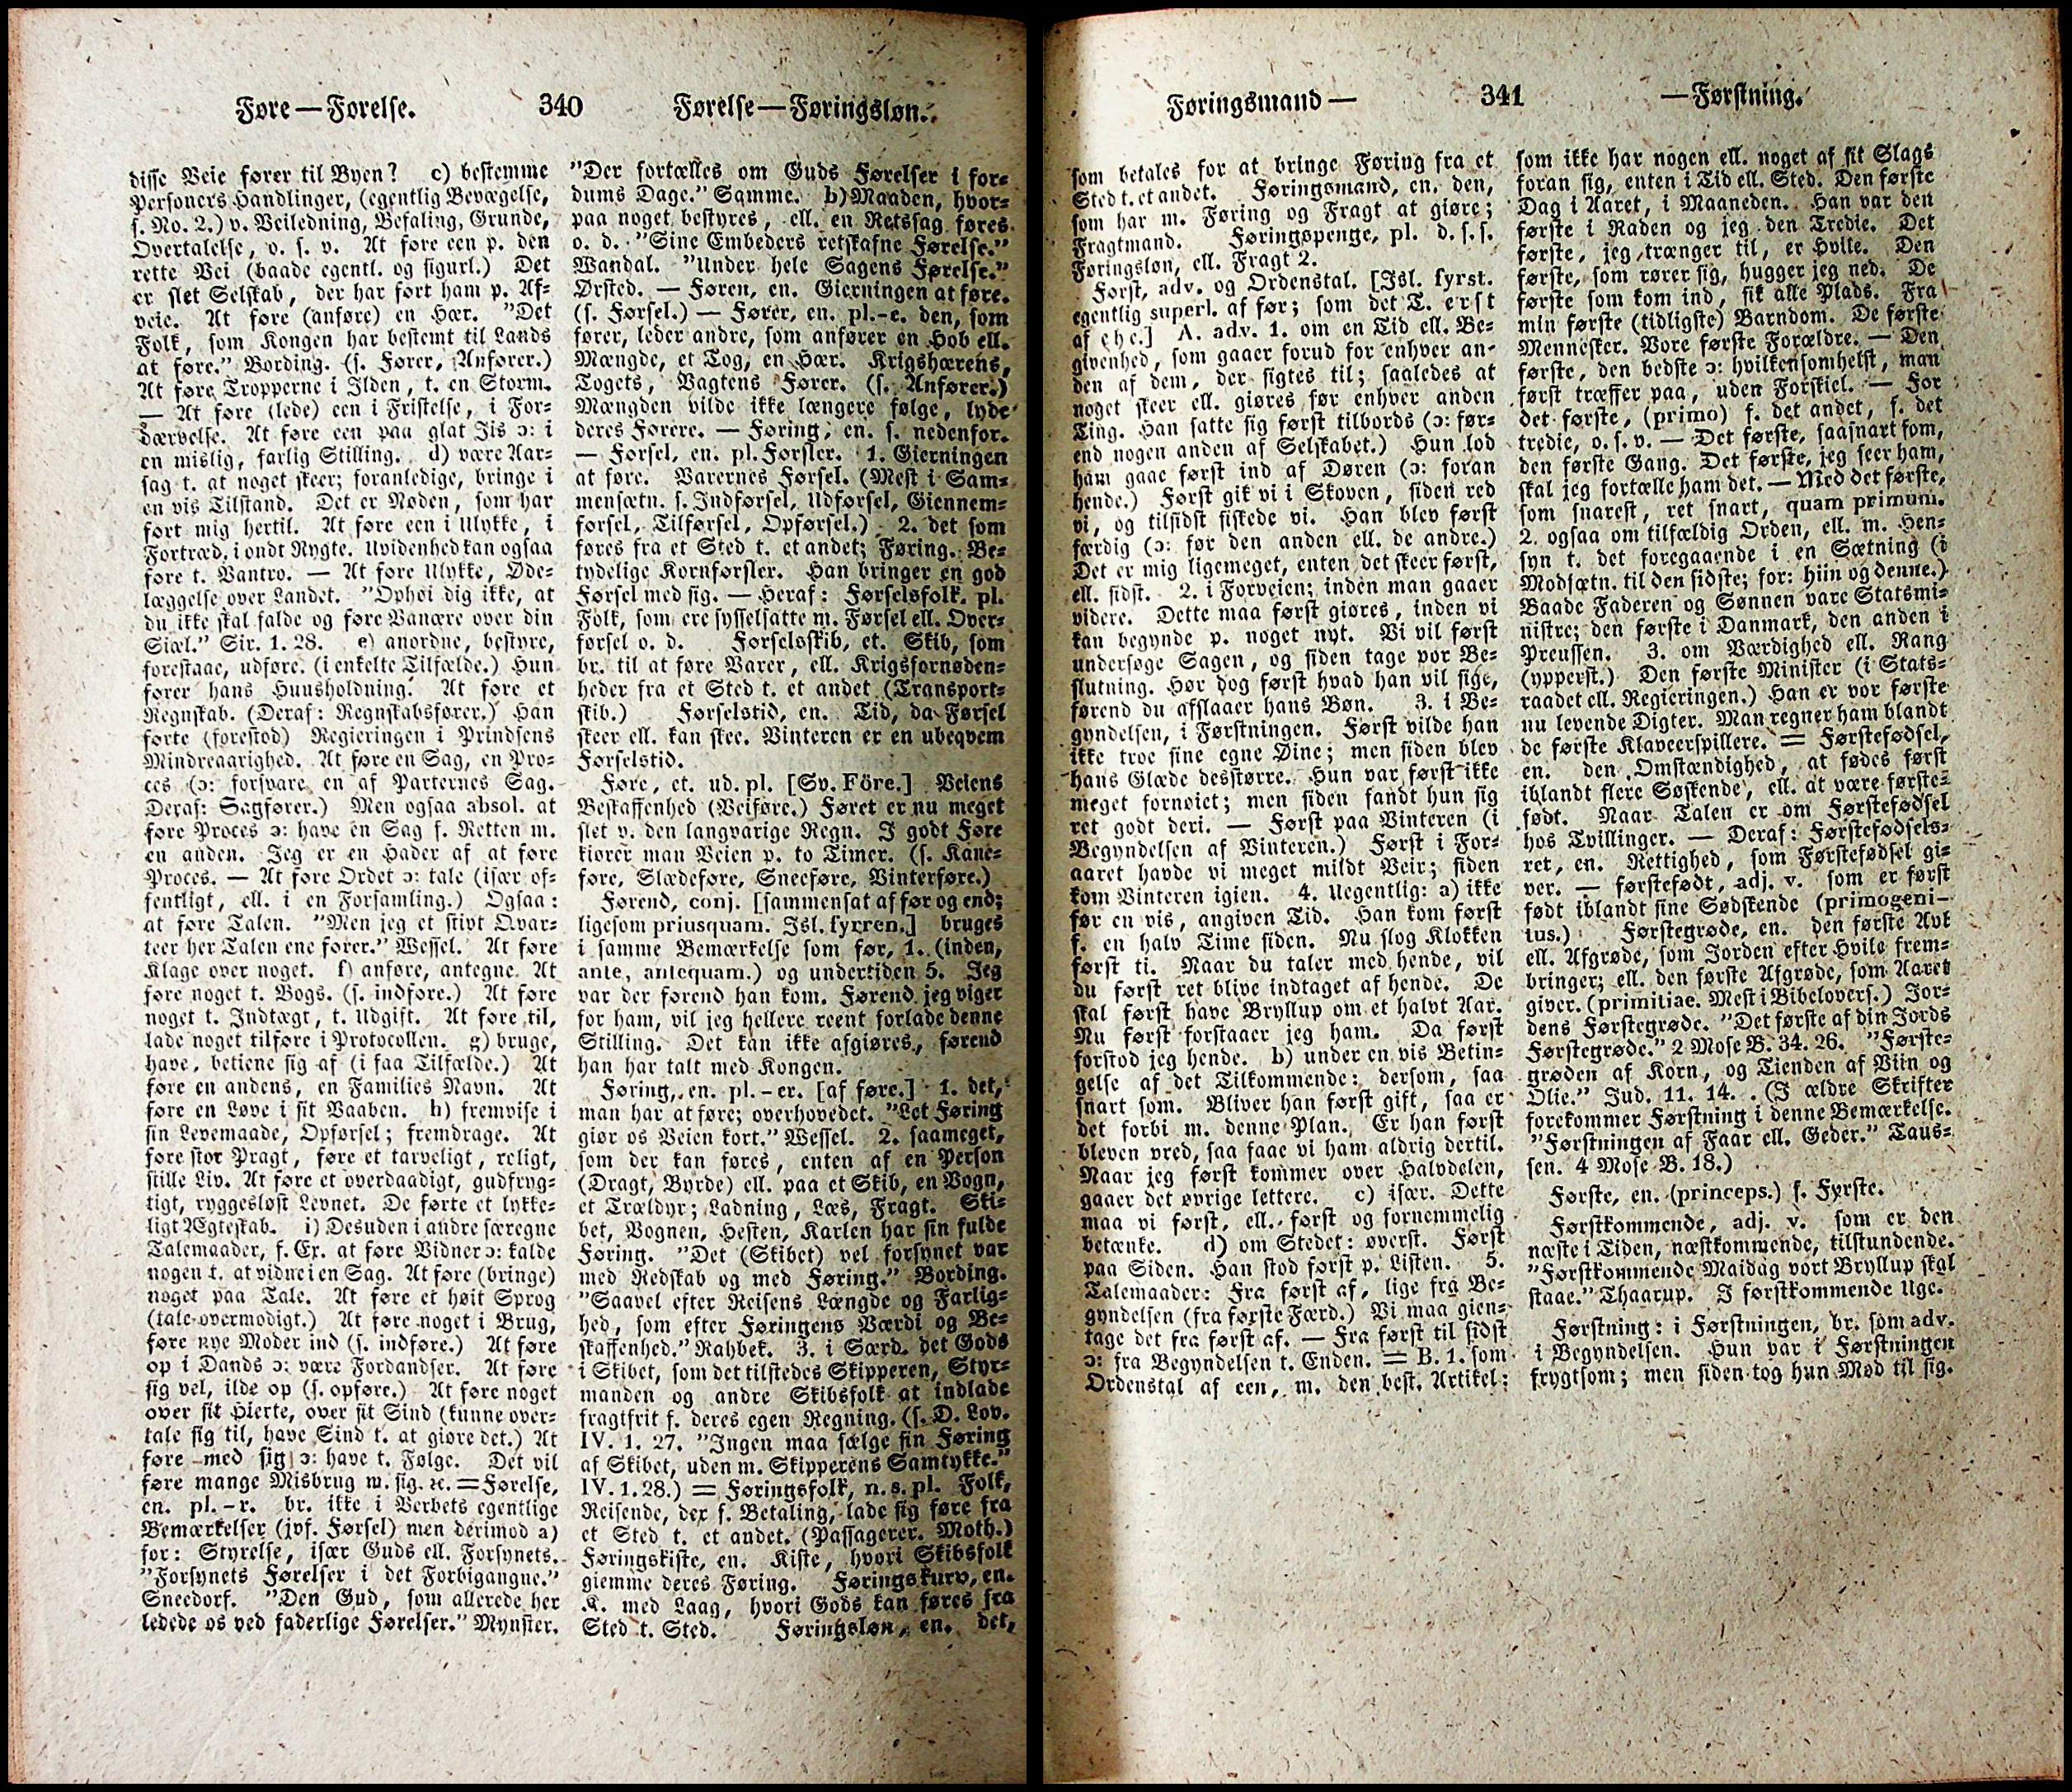 Føre — Førelse. 340 Førelse — Føringsløn.
disse Veie fører til Byen? c) bestemme
Personers Handlinger, (egentlig Bevægelse,
s. No. 2.) v. Veiledning, Befaling, Grunde,
Overtalelse, o. s. v. At føre een p. den
rette Vei (baade egentl. og figurl.) Det
er slet Selskab, der har ført ham p. Af-
veie. At føre (anføre) en Hær. "Det
Folk, som Kongen har bestemt til Lands
at føre." Bording. (s. Fører, Anfører.)
At føre Tropperne i Ilden, t. en Storm.
— At føre (lede) een i Fristelse, i For-
dærvelse. At føre een paa glat Iis ɔ: i
en mislig, farlig Stilling. d) være Aar-
sag t. at noget skeer; foranledige, bringe i
en vis Tilstand. Det er Nøden, som har
ført mig hertil. At føre een i Ulykke, i
Fortræd, i ondt Rygte. Uvidenhed kan ogsaa
føre t. Vantro. — At føre Ulykke, Øde-
læggelse over Landet. "Ophøi dig ikke, at
du ikke skal falde og føre Vanære over din
Siæl." Sir. 1. 28. e) anordne, bestyre,
forestaae, udføre. (i enkelte Tilfælde.) Hun
fører hans Huusholdning. At føre et
Regnskab. (Deraf: Regnskabsfører.) Han
førte (forestod) Regieringen i Prindsens
Mindreaarighed. At føre en Sag, en Pro-
ces (ɔ: forsvare en af Parternes Sag.
Deraf: Sagfører.) Men ogsaa absol. at
føre Proces ɔ: have en Sag f. Retten m.
en anden. Jeg er en Hader af at føre
Proces. — At føre Ordet ɔ: tale (især of-
fentligt, ell. i en Forsamling.) Ogsaa:
at føre Talen. "Men jeg et stivt Qvar-
teer her Talen ene fører." Wessel. At føre
Klage over noget. f) anføre, antegne. At
føre noget t. Bogs. (s. indføre.) At føre
noget t. Indtægt, t. Udgift. At føre til,
lade noget tilføre i Protocollen. g) bruge,
have, betiene sig af (i faa Tilfælde.) At
føre en andens, en Families Navn. At
føre en Løve i sit Vaaben. h) fremvise i
sin Levemaade, Opførsel; fremdrage. At
føre stor Pragt, føre et tarveligt, roligt,
stille Liv. At føre et overdaadigt, gudfryg-
tigt, ryggesløst Levnet. De førte et lykke-
ligt Ægteskab. i) Desuden i andre særegne
Talemaader, f. Ex. at føre Vidner ɔ: kalde
nogen t. at vidne i en Sag. At føre (bringe)
noget paa Tale. At føre et høit Sprog
(tale overmodigt.) At føre noget i Brug,
føre nye Moder ind (s. indføre.) At føre
op i Dands ɔ: være Fordandser. At føre
sig vel, ilde op (s. opføre.) At føre noget
over sit Hierte, over sit Sind (kunne over-
tale sig til, have Sind t. at giøre det.) At
føre med sig ɔ: have t. Følge. Det vil
føre mange Misbrug m. sig. ꝛc. = Førelse,
en. pl. -r. br. ikke i Verbets egentlige
Bemærkelser (jvf. Førsel) men derimod a)
for: Styrelse, især Guds ell. Forsynets.
"Forsynets Førelser i det Forbigangne."
Sneedorf. "Den Gud, som allerede her
ledede os ved faderlige Førelser." Mynster.
"Der fortælles om Guds Førelser i for-
dums Dage." Samme. b) Maaden, hvor-
paa noget bestyres, ell. en Retssag føres
o. d. "Sine Embeders retskafne Førelse."
Wandal. "Under hele Sagens Førelse."
Ørsted. — Føren, en. Gierningen at føre.
(s. Førsel.) — Fører, en. pl. -e. den, som
fører, leder andre, som anfører en Hob ell.
Mængde, et Tog, en Hær. Krigshærens,
Togets, Vagtens Fører. (s. Anfører.)
Mængden vilde ikke længere følge, lyde
deres Førere. — Føring, en. s. nedenfor.
— Førsel, en. pl. Førsler. 1. Gierningen
at føre. Varernes Førsel. (Mest i Sam-
mensætn. s. Indførsel, Udførsel, Giennem-
førsel, Tilførsel, Opførsel.) 2. det som
føres fra et Sted t. et andet; Føring. Be-
tydelige Kornførsler. Han bringer en god
Førsel med sig. — Heraf: Førselsfolk. pl.
Folk, som ere sysselsatte m. Førsel ell. Over-
førsel o. d. Førselsskib, et. Skib, som
br. til at føre Varer, ell. Krigsfornøden-
heder fra et Sted t. et andet (Transport-
skib.) Førselstid, en. Tid, da Førsel
skeer ell. kan skee. Vinteren er en ubeqvem
Førselstid.
Føre, et. ud. pl. [Sv. Före.] Veiens
Beskaffenhed (Veiføre.) Føret er nu meget
slet v. den langvarige Regn. I godt Føre
kiører man Veien p. to Timer. (s. Kane-
føre, Slædeføre, Sneeføre, Vinterføre.)
Førend, conj. [sammensat af før og end;
ligesom priusquam. Isl. fyrren.] bruges
i samme Bemærkelse som før, 1. (inden,
ante, antequam.) og undertiden 5. Jeg
var der førend han kom. Førend jeg viger
for ham, vil jeg hellere reent forlade denne
Stilling. Det kan ikke afgiøres, førend
han har talt med Kongen.
Føring, en. pl. -er. [af føre.] 1. det,
man har at føre; overhovedet. "Let Føring
giør os Veien kort." Wessel. 2. saameget,
som der kan føres, enten af en Person
(Dragt, Byrde) ell. paa et Skib, en Vogn,
et Trældyr; Ladning, Læs, Fragt. Ski-
bet, Vognen, Hesten, Karlen har sin fulde
Føring. "Det (Skibet) vel forsynet var
med Redskab og med Føring." Bording.
"Saavel efter Reisens Længde og Farlig-
hed, som efter Føringens Værdi og Be-
skaffenhed." Rahbek. 3. i Særd. det Gods
i Skibet, som det tilstedes Skipperen, Styr-
manden og andre Skibsfolk at indlade
fragtfrit f. deres egen Regning. (s. D. Lov.
IV. 1. 27. "Ingen maa sælge sin Føring
af Skibet, uden m. Skipperens Samtykke."
IV. 1. 28.) = Føringsfolk, n. s. pl. Folk,
Reisende, der f. Betaling, lade sig føre fra
et Sted t. et andet. (Passagerer. Moth.)
Føringskiste, en. Kiste, hvori Skibsfolk
giemme deres Føring. Føringskurv, en.
K. med Laag, hvori Gods kan føres fra
Sted t. Sted. Føringsløn, en. det,
Føringsmand — 341 — Førstning.
som betales for at bringe Føring fra et
Sted t. et andet. Føringsmand, en. den,
som har m. Føring og Fragt at giøre;
Fragtmand. Føringspenge, pl. d. s. s.
Føringsløn, ell. Fragt 2.
Først, adv. og Ordenstal. [Isl. fyrst.
egentlig superl. af før; som det T. erst
af ehe.] A. adv. 1. om en Tid ell. Be-
givenhed, som gaaer forud for enhver an-
den af dem, der sigtes til; saaledes at
noget skeer ell. giøres før enhver anden
Ting. Han satte sig først tilbords (ɔ: før-
end nogen anden af Selskabet.) Hun lod
ham gaae først ind af Døren (ɔ: foran
hende.) Først gik vi i Skoven, siden red
vi, og tilsidst fiskede vi. Han blev først
færdig (ɔ: før den anden ell. de andre.)
Det er mig ligemeget, enten det skeer først,
ell. sidst. 2. i Forveien; inden man gaaer
videre. Dette maa først giøres, inden vi
kan begynde p. noget nyt. Vi vil først
undersøge Sagen, og siden tage vor Be-
slutning. Hør dog først hvad han vil sige,
førend du afslaaer hans Bøn. 3. i Be-
gyndelsen, i Førstningen. Først vilde han
ikke troe sine egne Øine; men siden blev
hans Glæde desstørre. Hun var først ikke
meget fornøiet; men siden fandt hun sig
ret godt deri. — Først paa Vinteren (i
Begyndelsen af Vinteren.) Først i For-
aaret havde vi meget mildt Veir; siden
kom Vinteren igien. 4. Uegentlig: a) ikke
før en vis, angiven Tid. Han kom først
f. en halv Time siden. Nu slog Klokken
først ti. Naar du taler med hende, vil
du først ret blive indtaget af hende. De
skal først have Bryllup om et halvt Aar.
Nu først forstaaer jeg ham. Da først
forstod jeg hende. b) under en vis Betin-
gelse af det Tilkommende: dersom, saa
snart som. Bliver han først gift, saa er
det forbi m. denne Plan. Er han først
bleven vred, saa faae vi ham aldrig dertil.
Naar jeg først kommer over Halvdelen,
gaaer det øvrige lettere. c) især. Dette
maa vi først, ell. først og fornemmelig
betænke. d) om Stedet: øverst. Først
paa Siden. Han stod først p. Listen. 5.
Talemaader: Fra først af, lige fra Be-
gyndelsen (fra første Færd.) Vi maa gien-
tage det fra først af. — Fra først til sidst
ɔ: fra Begyndelsen t. Enden. = B. 1. som
Ordenstal af een, m. den best. Artikel:
som ikke har nogen ell. noget af sit Slags
foran sig, enten i Tid ell. Sted. Den første
Dag i Aaret, i Maaneden. Han var den
første i Raden og jeg den Tredie. Det
første, jeg trænger til, er Hvile. Den
første, som rører sig, hugger jeg ned. De
første som kom ind, fik alle Plads. Fra
min første (tidligste) Barndom. De første
Mennesker. Vore første Forældre. — Den
første, den bedste ɔ: hvilkensomhelst, man
først træffer paa, uden Forskiel. — For
det første, (primo) f. det andet, f. det
tredie, o. s. v. — Det første, saasnart som,
den første Gang. Det første, jeg seer ham,
skal jeg fortælle ham det. — Med det første,
som snarest, ret snart, quam primum.
2. ogsaa om tilfældig Orden, ell. m. Hen-
syn t. det foregaaende i en Sætning (i
Modsætn. til den sidste; for: hiin og denne.)
Baade Faderen og Sønnen vare Statsmi-
nistre; den første i Danmark, den anden i
Preussen. 3. om Værdighed ell. Rang
(ypperst.) Den første Minister (i Stats-
raadet ell. Regieringen.) Han er vor første
nu levende Digter. Man regner ham blandt
de første Klaveerspillere. = Førstefødsel,
en. den Omstændighed, at fødes først
iblandt flere Søskende, ell. at være første-
født. Naar Talen er om Førstefødsel
hos Tvillinger. — Deraf: Førstefødsels-
ret, en. Rettighed, som Førstefødsel gi-
ver. — førstefødt, adj. v. som er først
født iblandt sine Sødskende (primogeni-
tus.) Førstegrøde, en. den første Avl
ell. Afgrøde, som Jorden efter Hvile frem-
bringer; ell. den første Afgrøde, som Aaret
giver. (primitiae. Mest i Bibelovers.) Jor-
dens Førstegrøde. "Det første af din Jords
Førstegrøde." 2 Mose B. 34. 26. "Første-
grøden af Korn, og Tienden af Viin og
Olie." Jud. 11. 14. (I ældre Skrifter
forekommer Førstning i denne Bemærkelse.
"Førstningen af Faar ell. Geder." Taus-
sen. 4 Mose B. 18.)
Første, en. (princeps.) s. Fyrste.
Førstkommende, adj. v. som er den
næste i Tiden, næstkommende, tilstundende.
"Førstkommende Maidag vort Bryllup skal
staae." Thaarup. I førstkommende Uge.
Førstning: i Førstningen, br. som adv.
i Begyndelsen. Hun var i Førstningen
frygtsom; men siden tog hun Mod til sig.